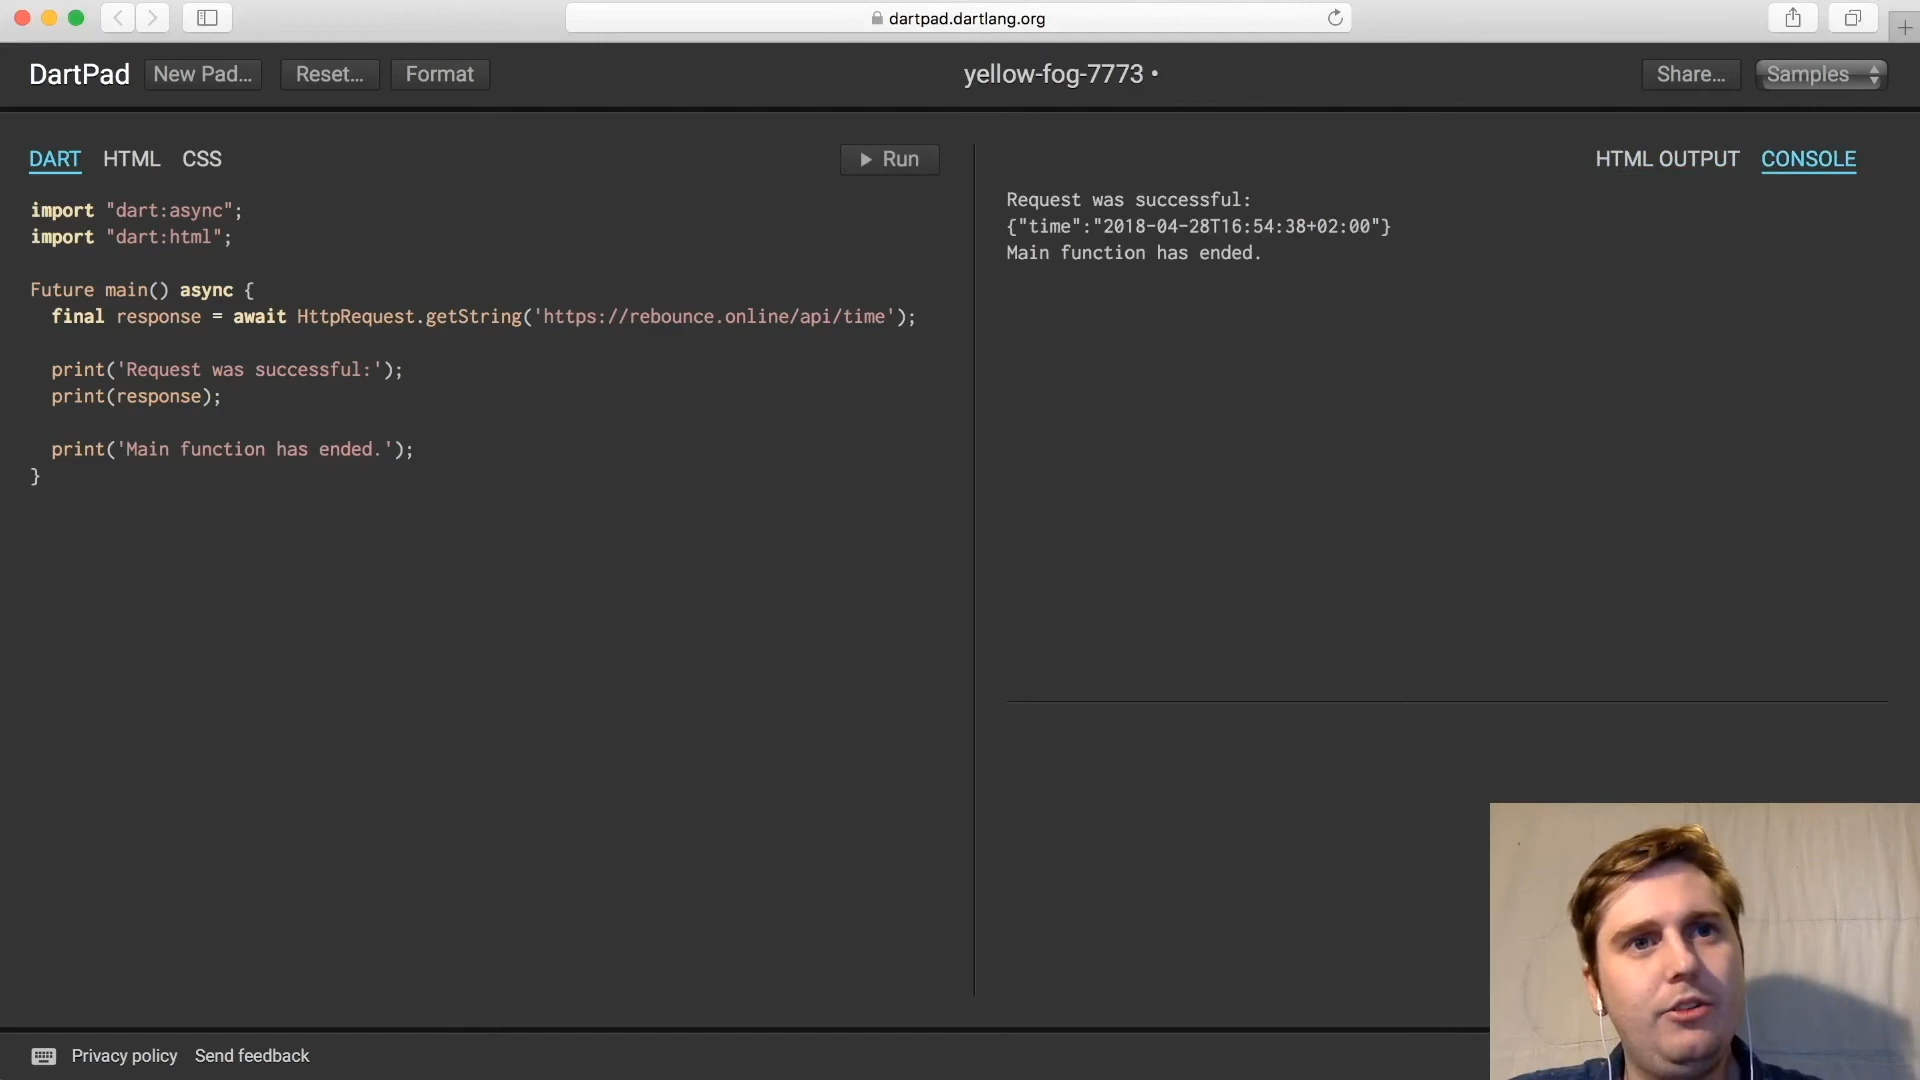 dartpad.dartlang.org
DartPad New Pad... Reset... Format yellow-fog-7773 • Share... Samples
DART HTML CSS Run
import "dart:async";
import "dart:html";
Future main() async {
  final response = await HttpRequest.getString('https://rebounce.online/api/time');
  print('Request was successful:');
  print(response);
  print('Main function has ended.');
}
HTML OUTPUT CONSOLE
Request was successful:
{"time":"2018-04-28T16:54:38+02:00"}
Main function has ended.
Privacy policy Send feedback